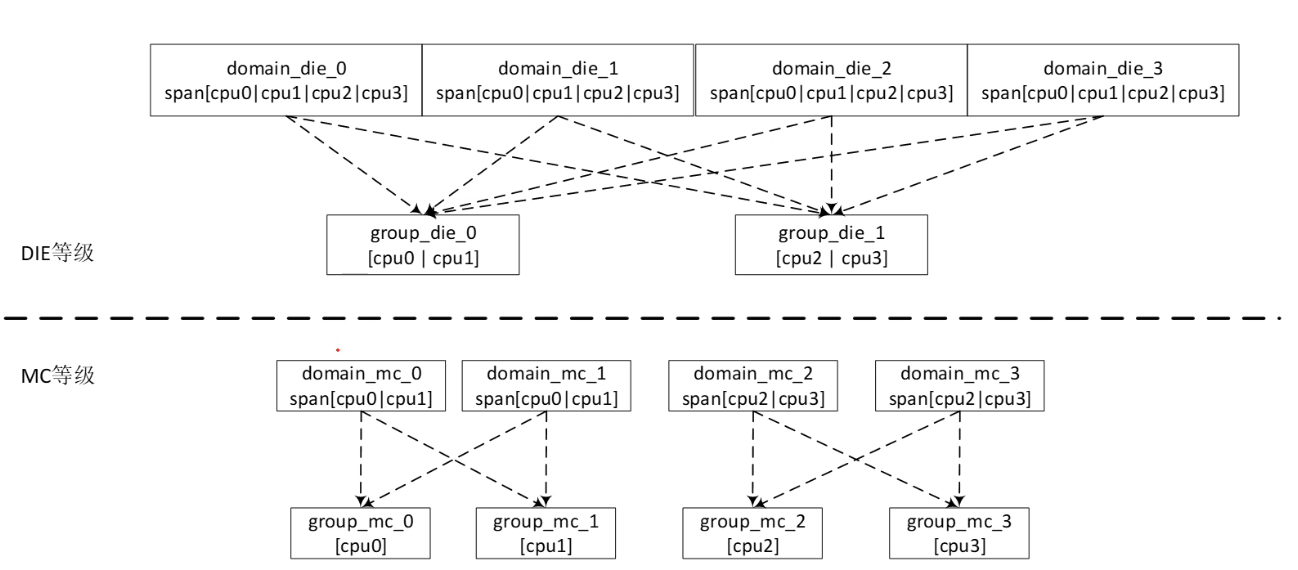 domain_die_0
span[cpu0|cpu1|cpu2|cpu3]
domain_die_1
span[cpu0|cpu1|cpu2|cpu3]
domain_die_2
span[cpu0|cpu1|cpu2|cpu3]
domain_die_3
span[cpu0|cpu1|cpu2|cpu3]
group_die_0
[cpu0 | cpu1]
group_die_1
[cpu2 | cpu3]
DIE等级
MC等级
domain_mc_0
span[cpu0|cpu1]
domain_mc_1
span[cpu0|cpu1]
domain_mc_2
span[cpu2|cpu3]
domain_mc_3
span[cpu2|cpu3]
group_mc_0
[cpu0]
group_mc_1
[cpu1]
group_mc_2
[cpu2]
group_mc_3
[cpu3]